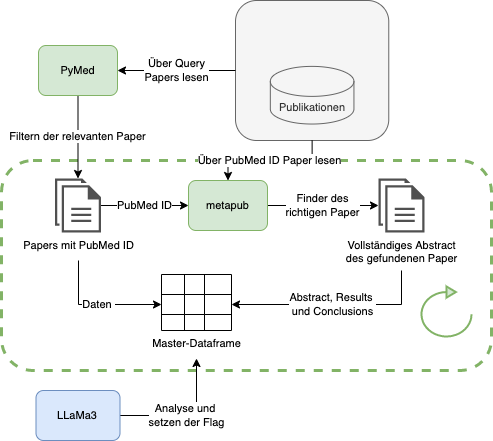 PyMed
Über Query
Papers lesen
Publikationen
Filtern der relevanten Paper
Über PubMed ID Paper lesen
PubMed ID
metapub
Finder des
richtigen Paper
Papers mit PubMed ID
Vollständiges Abstract
des gefundenen Paper
Daten
Abstract, Results
und Conclusions
Master-Dataframe
LLaMa3
Analyse und
setzen der Flag